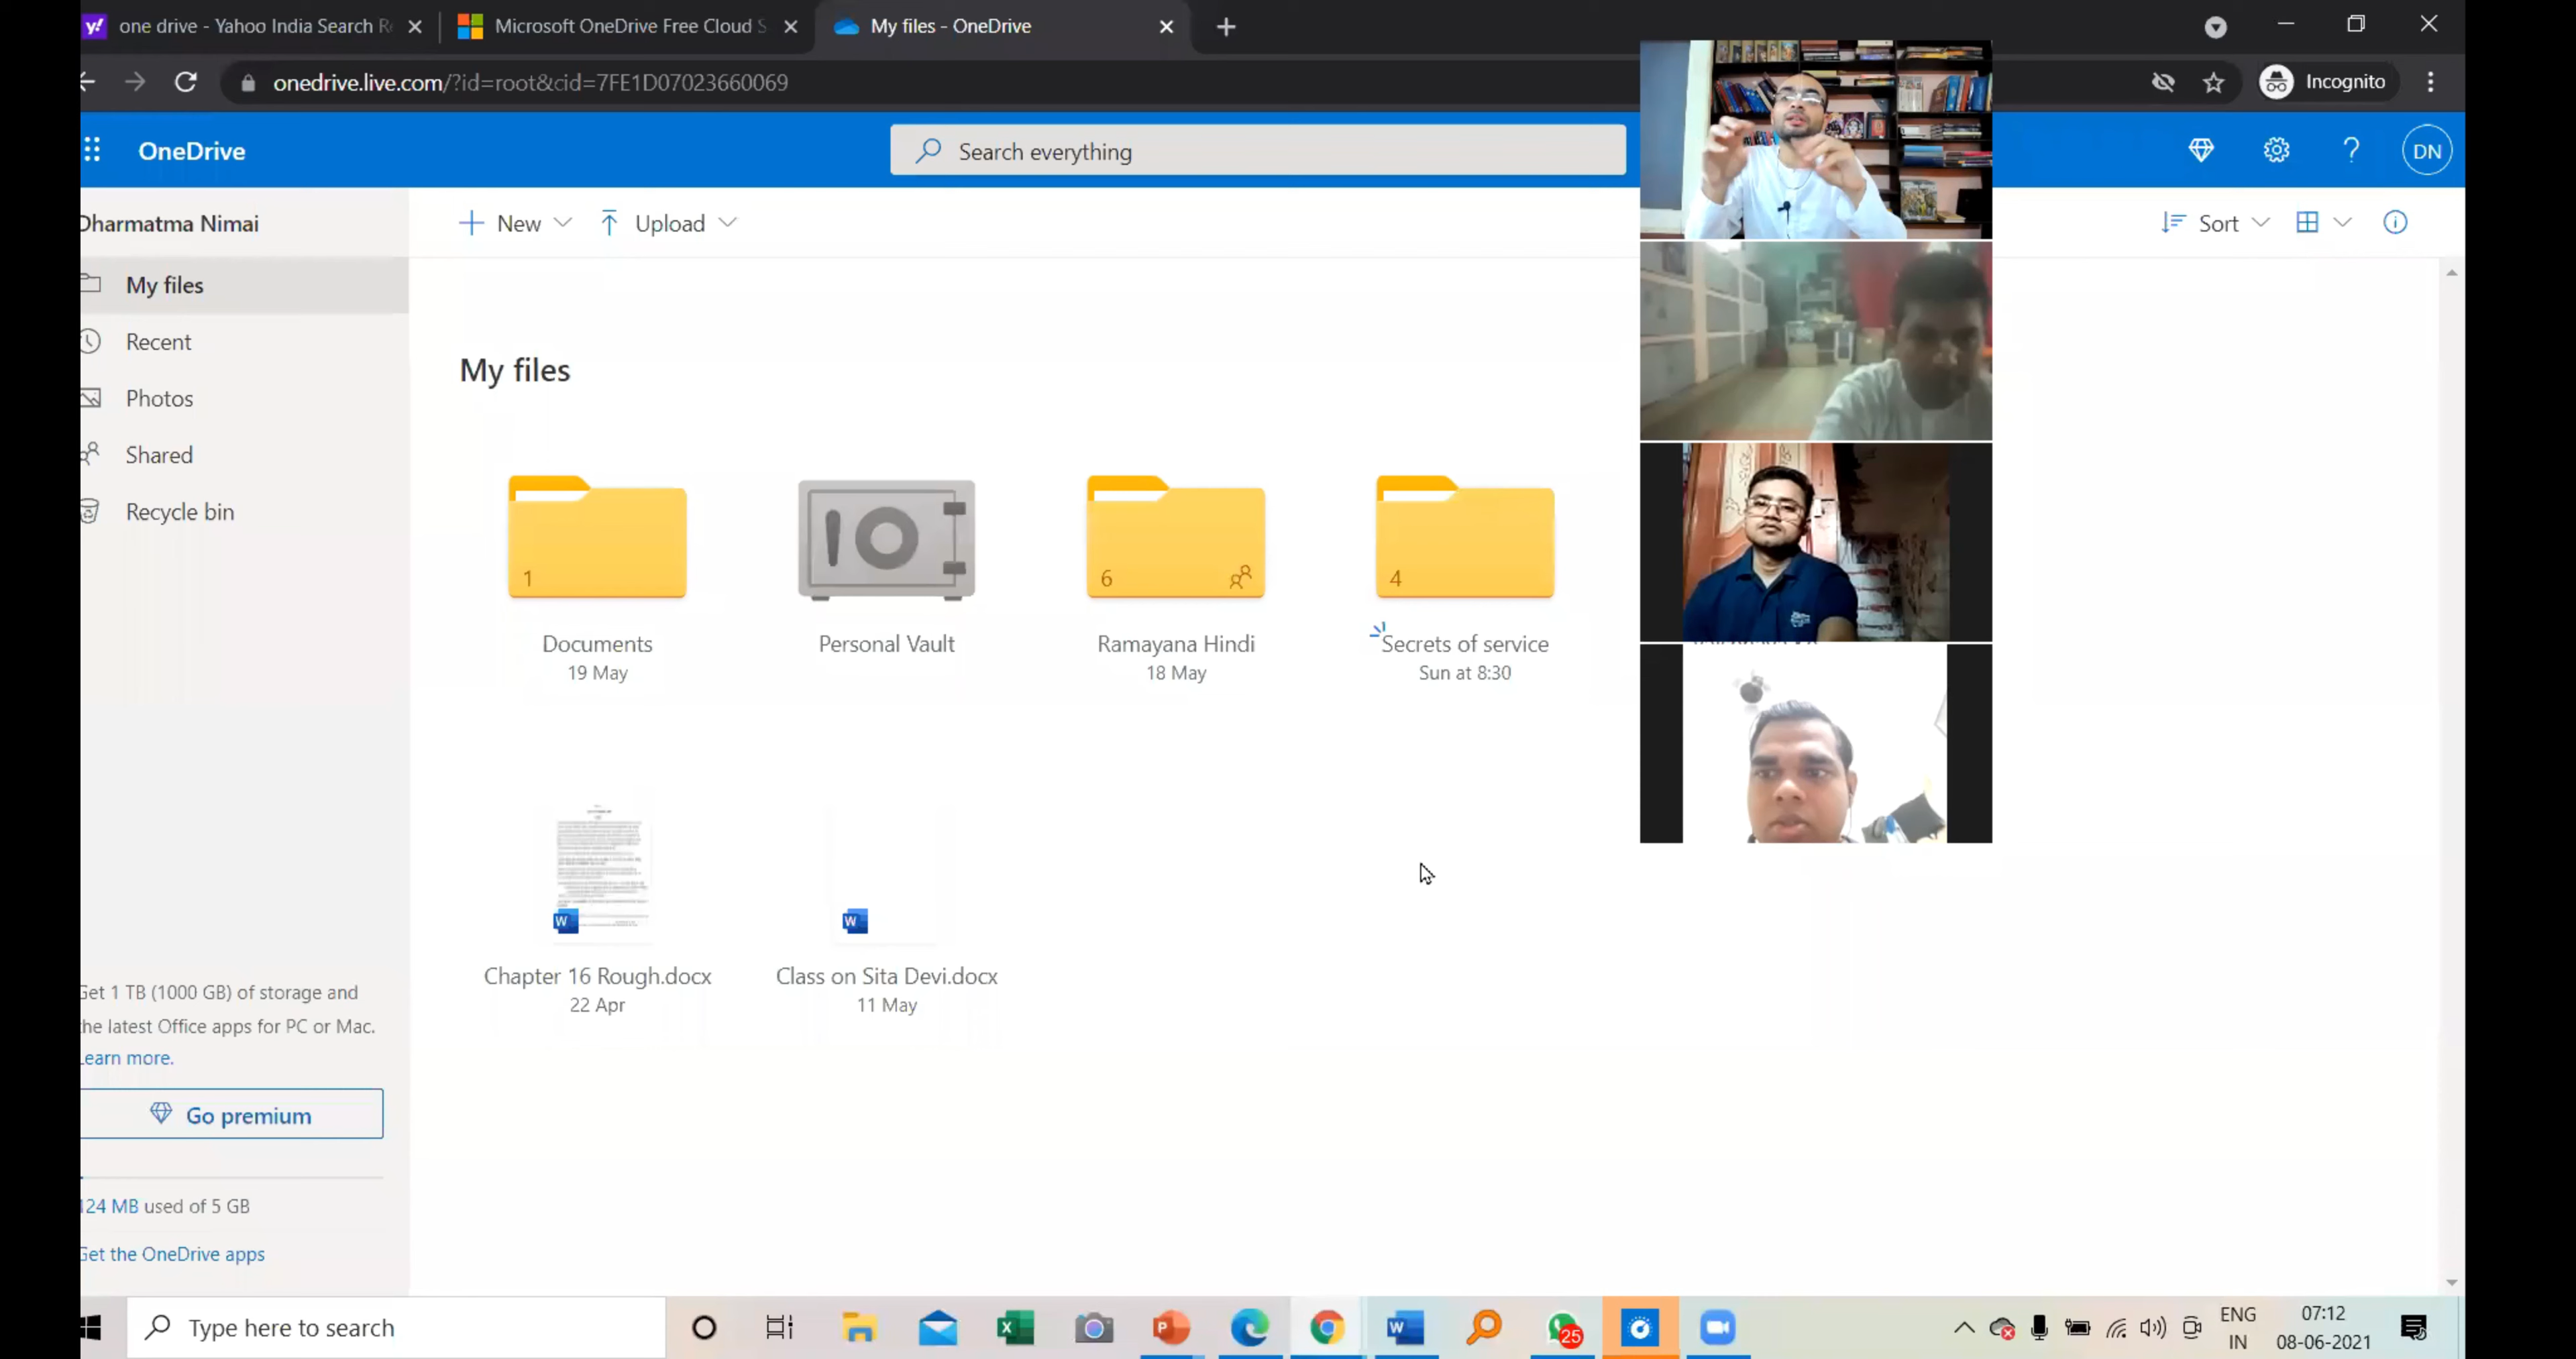 one drive - Yahoo India Search R
Microsoft OneDrive Free Cloud S
My files - OneDrive
onedrive.live.com/?id=root&cid=7FE1D07023660069
Incognito
OneDrive
Search everything
DN
Dharmatma Nimai
New
Upload
Sort
My files
Recent
Photos
Shared
Recycle bin
My files
1
6
4
Documents
Personal Vault
Ramayana Hindi
Secrets of service
19 May
18 May
Sun at 8:30
W
W
Chapter 16 Rough.docx
Class on Sita Devi.docx
22 Apr
11 May
Get 1 TB (1000 GB) of storage and
the latest Office apps for PC or Mac.
Learn more.
Go premium
124 MB used of 5 GB
Get the OneDrive apps
Type here to search
25
ENG
IN
07:12
08-06-2021